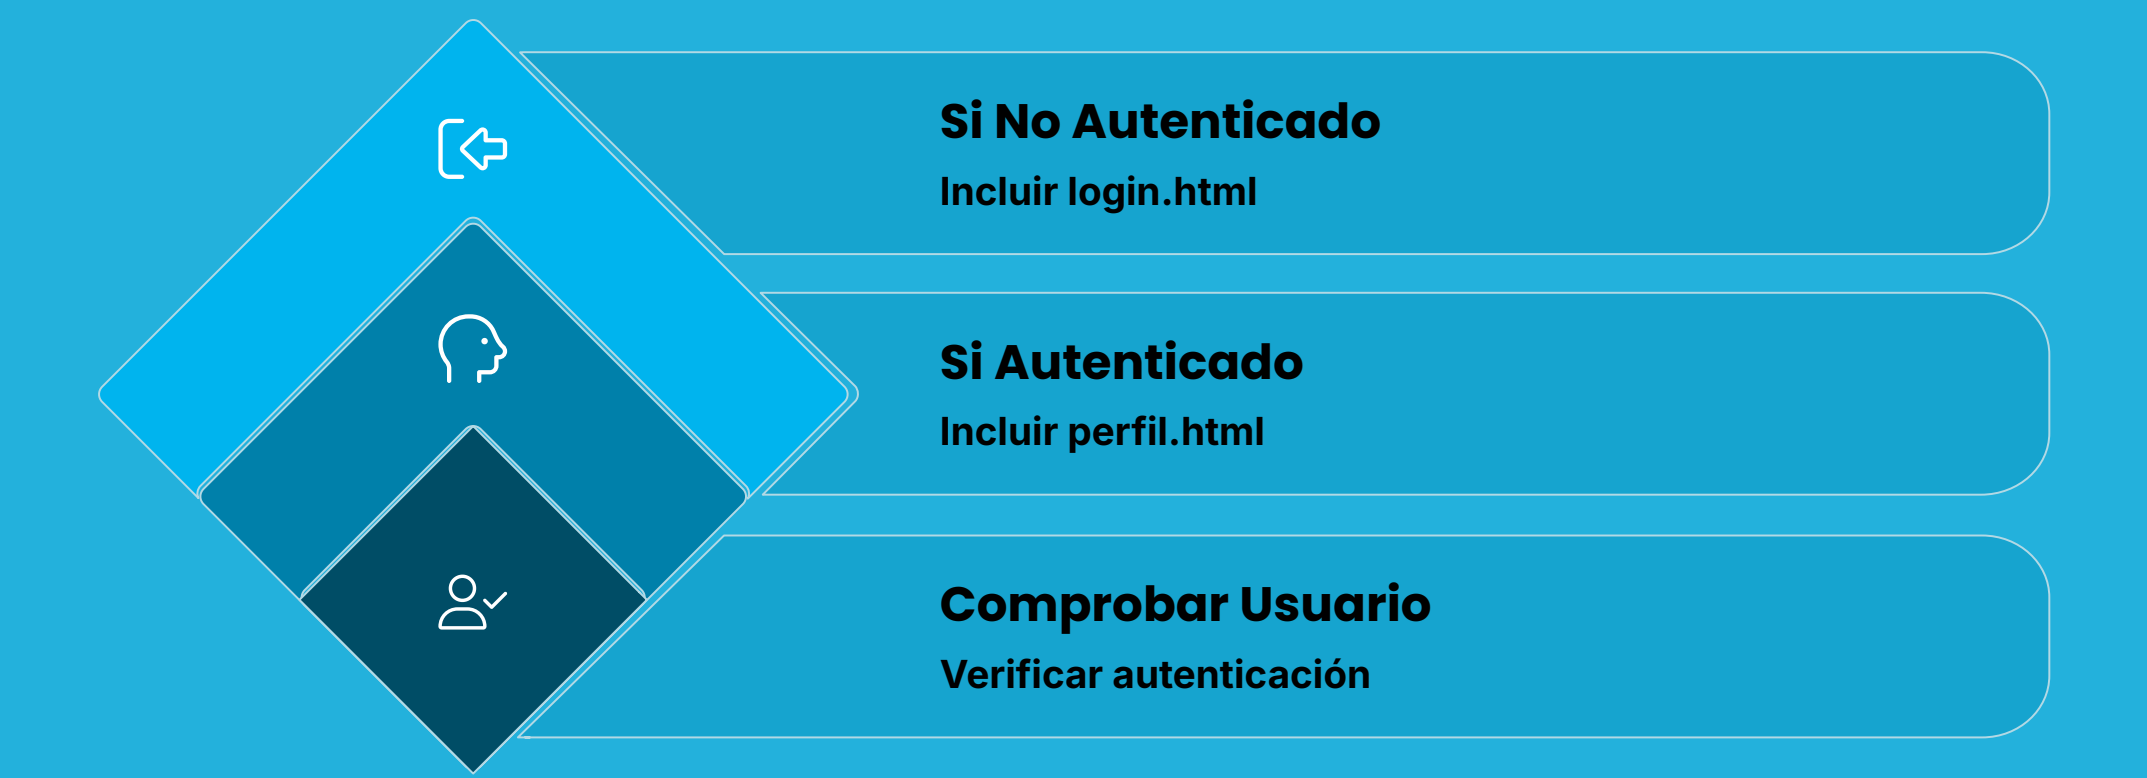 Si No Autenticado
Incluir login.html
Si Autenticado
Incluir perfil.html
Comprobar Usuario
Verificar autenticación